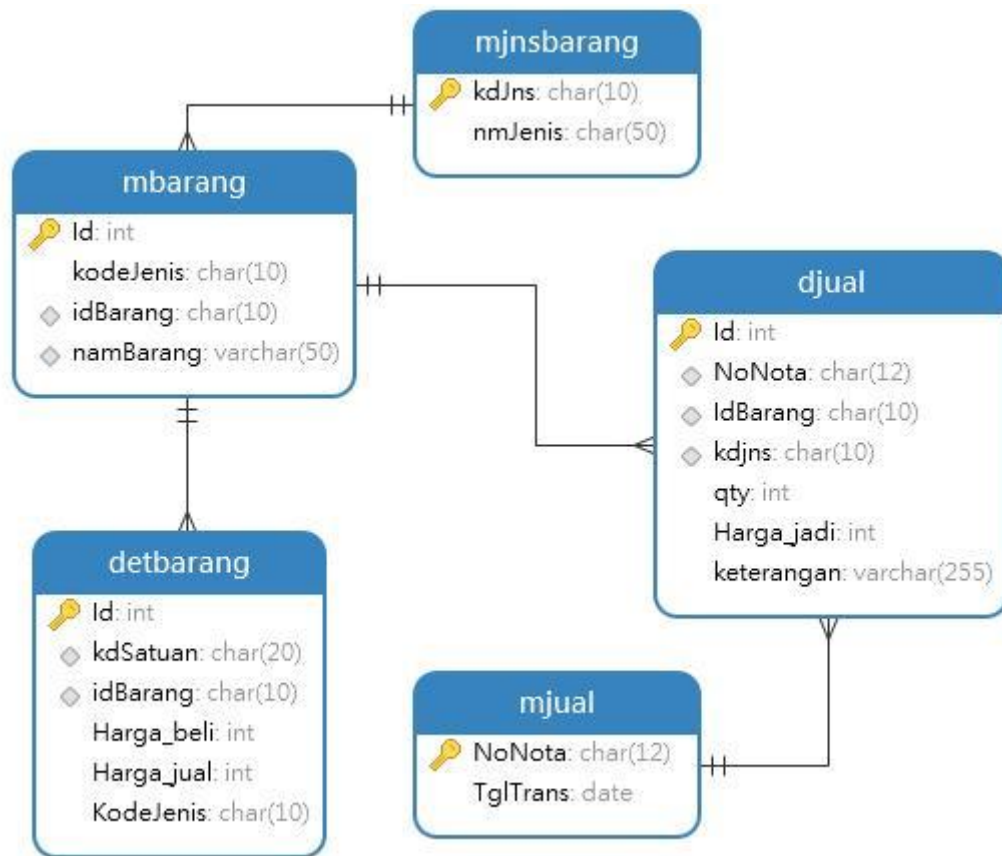 mjnsbarang
kdJns: char(10)
nmJenis: char(50)
mbarang
Id: int
kodeJenis: char(10)
idBarang: char(10)
namBarang: varchar(50)
djual
Id: int
NoNota: char(12)
IdBarang: char(10)
kdjns: char(10)
qty: int
Harga_jadi: int
keterangan: varchar(255)
detbarang
Id: int
kdSatuan: char(20)
idBarang: char(10)
Harga_beli: int
Harga_jual: int
KodeJenis: char(10)
mjual
NoNota: char(12)
TglTrans: date